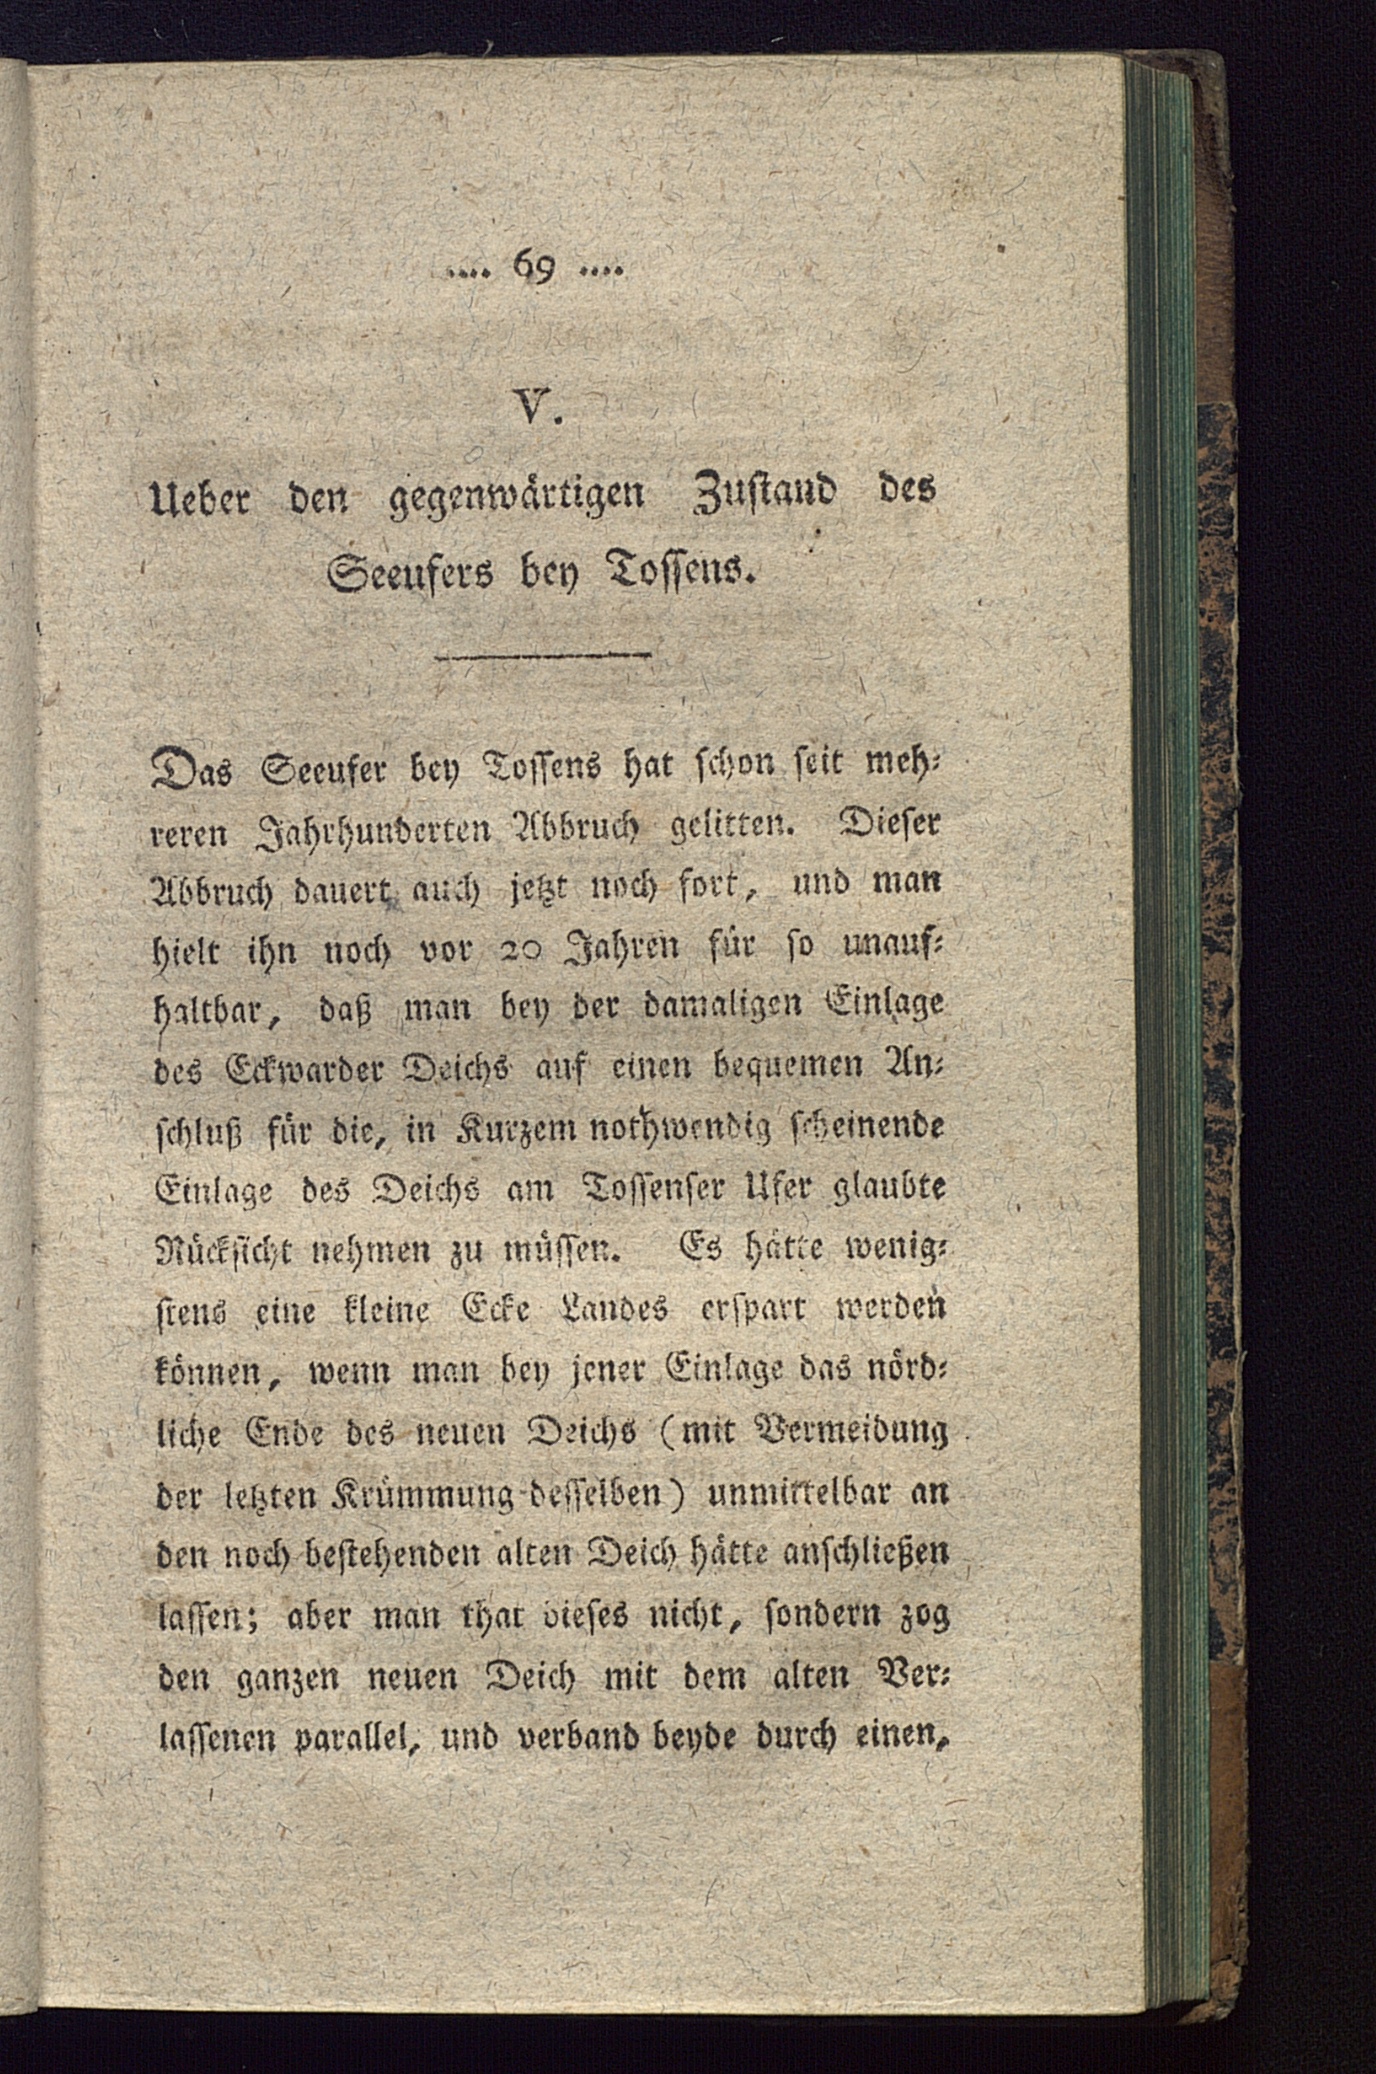 .... 69 ....
V.
Ueber den gegenwärtigen Zustand des
Seeufers bey Tossens.
Das Seeufer bey Tossens hat schon seit meh-
reren Jahrhunderten Abbruch gelitten. Dieser
Abbruch dauert auch jetzt noch fort, und man
hielt ihn noch vor 20 Jahren für so unauf-
haltbar, daß man bey der damaligen Einlage
des Eckwarder Deichs auf einen bequemen An-
schluß für die, in Kurzem nothwendig scheinende
Einlage des Deichs am Tossenser Ufer glaubte
Rücksicht nehmen zu müssen. Es hätte wenig-
stens eine kleine Ecke Landes erspart werden
können, wenn man bey jener Einlage das nörd-
liche Ende des neuen Deichs (mit Vermeidung
der letzten Krümmung desselben) unmittelbar an
den noch bestehenden alten Deich hätte anschließen
lassen; aber man that dieses nicht, sondern zog
den ganzen neuen Deich mit dem alten Ver-
lassenen parallel, und verband beyde durch einen,